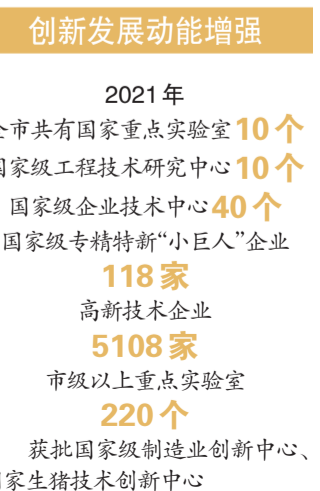 创新发展动能增强
2021年
全市共有国家重点实验室10个
国家级工程技术研究中心10个
国家级企业技术中心40个
国家级专精特新“小巨人”企业
118家
高新技术企业
5108家
市级以上重点实验室
220个
获批国家级制造业创新中心、
国家生猪技术创新中心